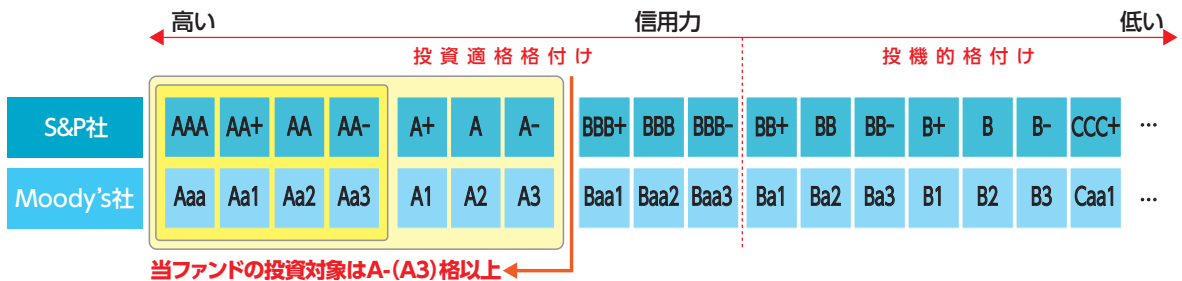 高い 信用力 低い
投資適格格付け 投機的格付け
S&P社 AAA AA+ AA AA- A+ A A- BBB+ BBB BBB- BB+ BB BB- B+ B B- CCC+ …
Moody's社 Aaa Aa1 Aa2 Aa3 A1 A2 A3 Baa1 Baa2 Baa3 Ba1 Ba2 Ba3 B1 B2 B3 Caa1 …
当ファンドの投資対象はA-(A3)格以上